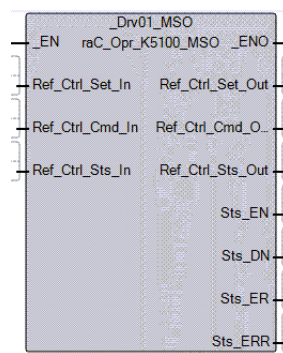 _Drv01_MSO
_EN raC_Opr_K5100_MSO _ENO
Ref_Ctrl_Set_In Ref_Ctrl_Set_Out
Ref_Ctrl_Cmd_In Ref_Ctrl_Cmd_O...
Ref_Ctrl_Sts_In Ref_Ctrl_Sts_Out
Sts_EN
Sts_DN
Sts_ER
Sts_ERR